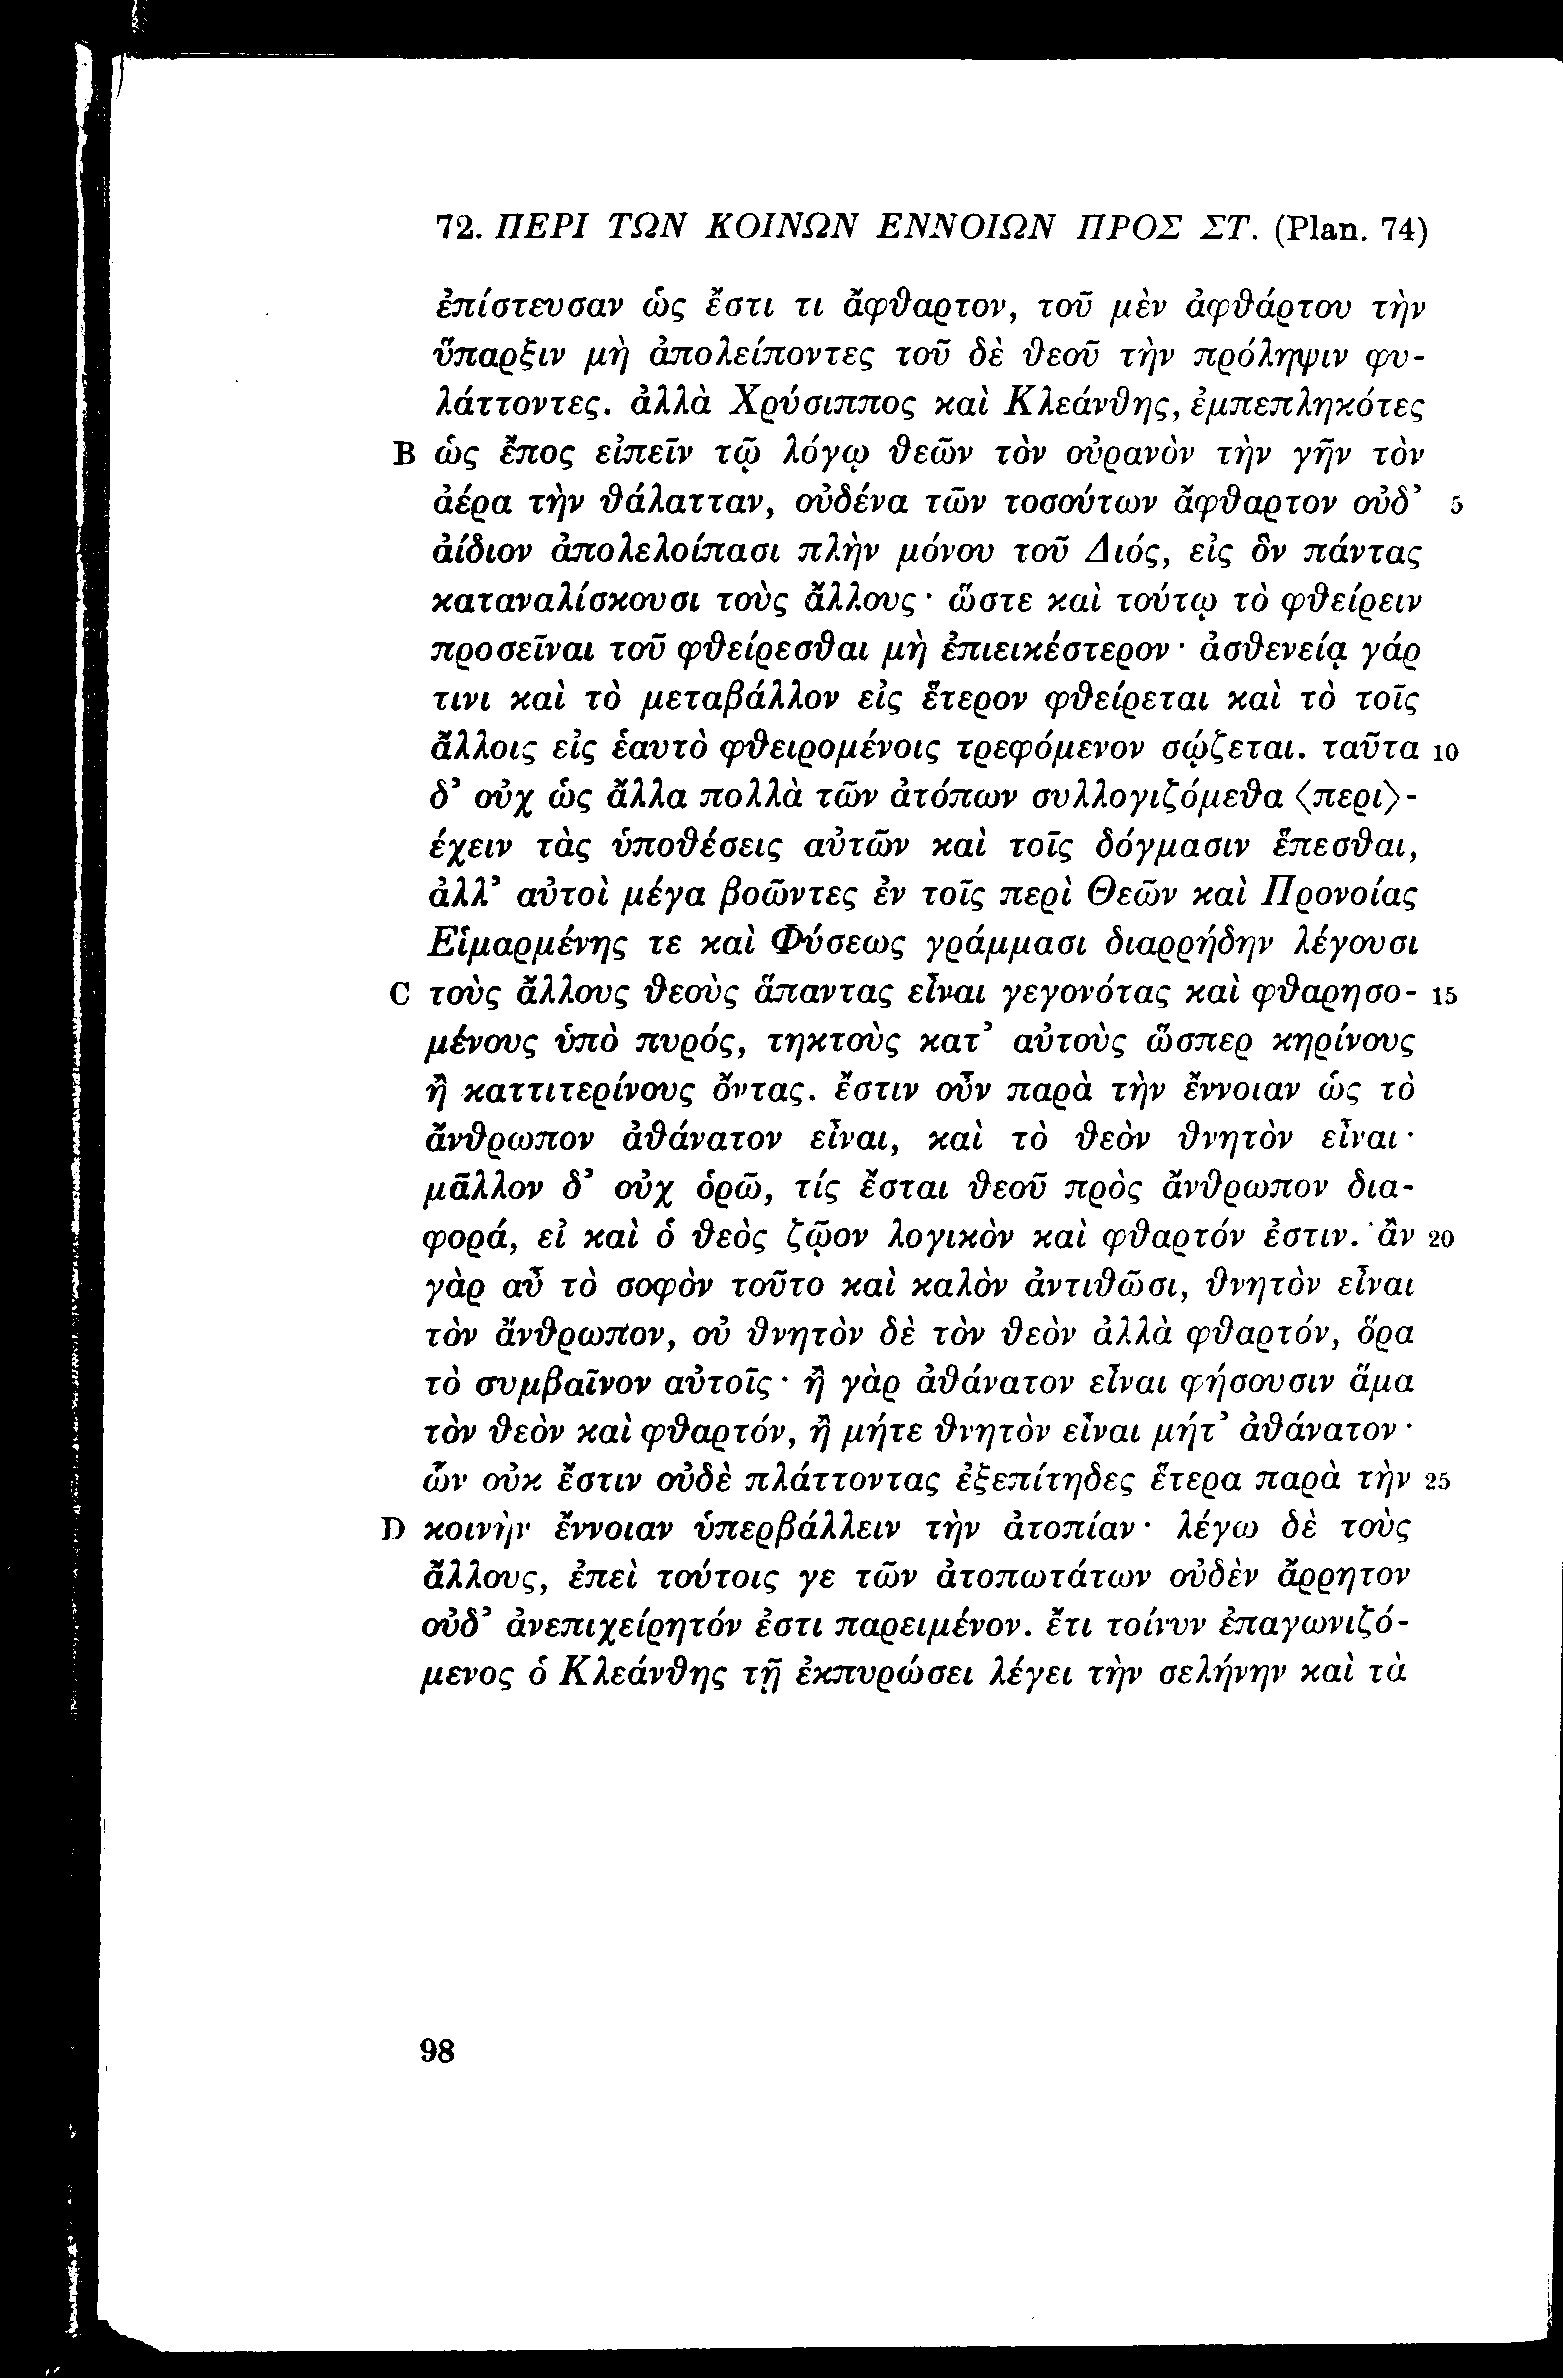 72. ΠΕΡΙ ΤΩΝ ΚΟΙΝΩΝ ΕΝΝΟΙΩΝ ΠΡΟΣ ΣΤ. (Plan. 74)
ἐπίστευσαν ὡς ἔστι τι ἄφθαρτον, τοῦ μὲν ἀφθάρτου τὴν
ὕπαρξιν μὴ ἀπολείποντες τοῦ δὲ θεοῦ τὴν πρόληψιν φυ-
λάττοντες. ἀλλὰ Χρύσιππος καὶ Κλεάνθης, ἐμπεπληκότες
B ὡς ἔπος εἰπεῖν τῷ λόγῳ θεῶν τὸν οὐρανὸν τὴν γῆν τὸν
ἀέρα τὴν θάλατταν, οὐδένα τῶν τοσούτων ἄφθαρτον οὐδ’ 5
ἀίδιον ἀπολελοίπασι πλὴν μόνου τοῦ Διός, εἰς ὃν πάντας
καταναλίσκουσι τοὺς ἄλλους· ὥστε καὶ τούτῳ τὸ φθείρειν
προσεῖναι τοῦ φθείρεσθαι μὴ ἐπιεικέστερον· ἀσθενείᾳ γάρ
τινι καὶ τὸ μεταβάλλον εἰς ἕτερον φθείρεται καὶ τὸ τοῖς
ἄλλοις εἰς ἑαυτὸ φθειρομένοις τρεφόμενον σῴζεται. ταῦτα 10
δ’ οὐχ ὡς ἄλλα πολλὰ τῶν ἀτόπων συλλογιζόμεθα ⟨περι⟩-
έχειν τὰς ὑποθέσεις αὐτῶν καὶ τοῖς δόγμασιν ἕπεσθαι,
ἀλλ’ αὐτοὶ μέγα βοῶντες ἐν τοῖς περὶ Θεῶν καὶ Προνοίας
Εἱμαρμένης τε καὶ Φύσεως γράμμασι διαρρήδην λέγουσι
C τοὺς ἄλλους θεοὺς ἅπαντας εἶναι γεγονότας καὶ φθαρησο- 15
μένους ὑπὸ πυρός, τηκτοὺς κατ’ αὐτοὺς ὥσπερ κηρίνους
ἢ καττιτερίνους ὄντας. ἔστιν οὖν παρὰ τὴν ἔννοιαν ὡς τὸ
ἄνθρωπον ἀθάνατον εἶναι, καὶ τὸ θεὸν θνητὸν εἶναι·
μᾶλλον δ’ οὐχ ὁρῶ, τίς ἔσται θεοῦ πρὸς ἄνθρωπον δια-
φορά, εἰ καὶ ὁ θεὸς ζῷον λογικὸν καὶ φθαρτόν ἐστιν. ἂν 20
γὰρ αὖ τὸ σοφὸν τοῦτο καὶ καλὸν ἀντιθῶσι, θνητὸν εἶναι
τὸν ἄνθρωπον, οὐ θνητὸν δὲ τὸν θεὸν ἀλλὰ φθαρτόν, ὅρα
τὸ συμβαῖνον αὐτοῖς· ἢ γὰρ ἀθάνατον εἶναι φήσουσιν ἅμα
τὸν θεὸν καὶ φθαρτόν, ἢ μήτε θνητὸν εἶναι μήτ’ ἀθάνατον·
ὧν οὐκ ἔστιν οὐδὲ πλάττοντας ἐξεπίτηδες ἕτερα παρὰ τὴν 25
D κοινὴν ἔννοιαν ὑπερβάλλειν τὴν ἀτοπίαν· λέγω δὲ τοὺς
ἄλλους, ἐπεὶ τούτοις γε τῶν ἀτοπωτάτων οὐδὲν ἄρρητον
οὐδ’ ἀνεπιχείρητόν ἐστι παρειμένον. ἔτι τοίνυν ἐπαγωνιζό-
μενος ὁ Κλεάνθης τῇ ἐκπυρώσει λέγει τὴν σελήνην καὶ τὰ
98